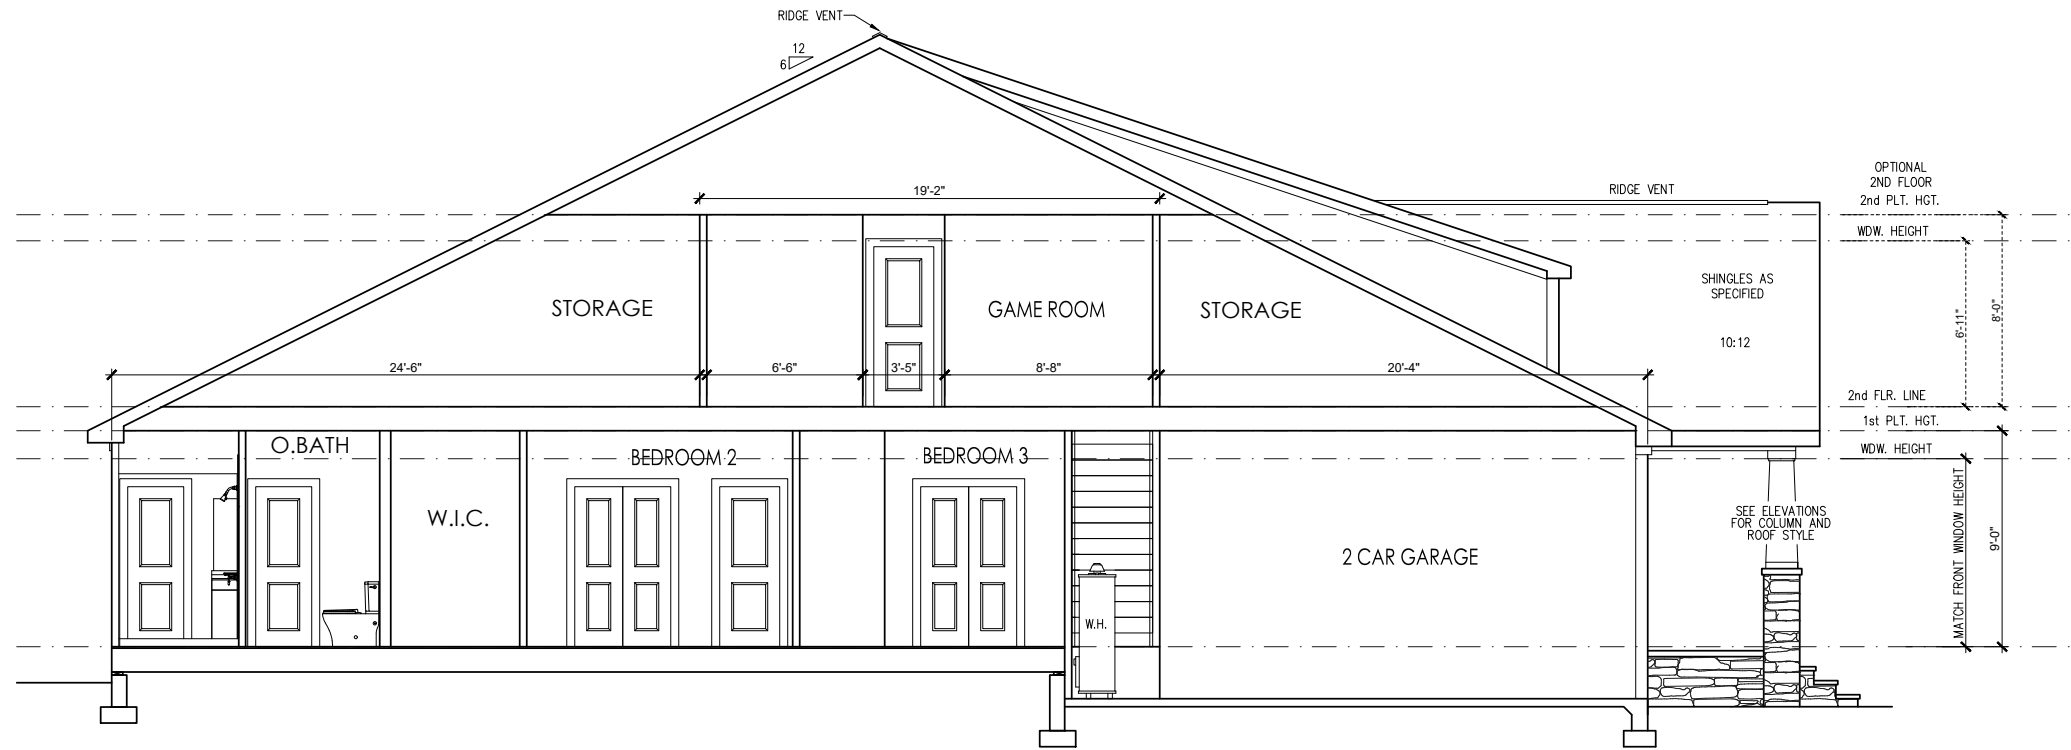 RIDGE VENT
12
6
19'-2"
OPTIONAL
2ND FLOOR
2nd PLT. HGT.
RIDGE VENT
WDW. HEIGHT
SHINGLES AS
SPECIFIED
10:12
6'-11"
8'-0"
STORAGE
GAME ROOM
STORAGE
24'-6"
6'-6"
3'-5"
8'-8"
20'-4"
2nd FLR. LINE
1st PLT. HGT.
WDW. HEIGHT
O.BATH
BEDROOM 2
BEDROOM 3
W.I.C.
2 CAR GARAGE
W.H.
SEE ELEVATIONS
FOR COLUMN AND
ROOF STYLE
MATCH FRONT WINDOW HEIGHT
9'-0"